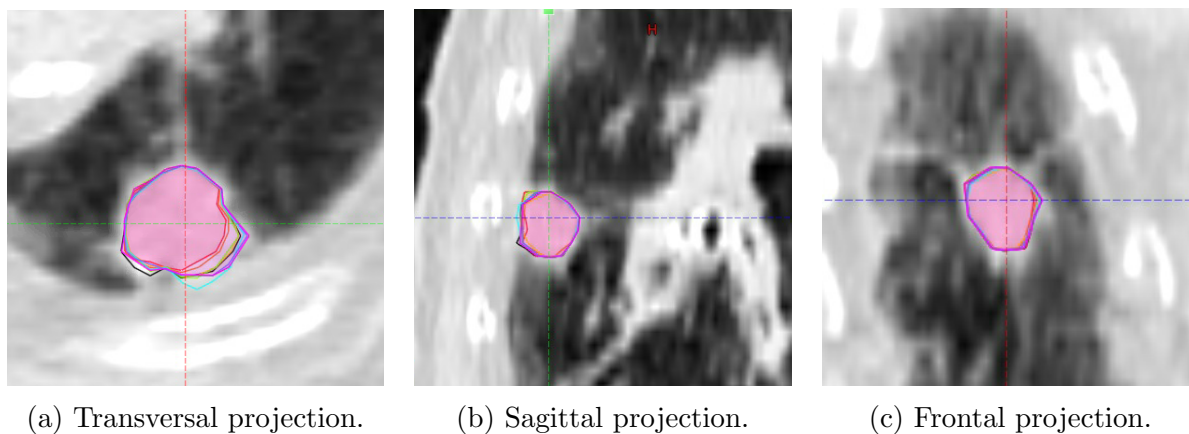 H
(a) Transversal projection.
(b) Sagittal projection.
(c) Frontal projection.